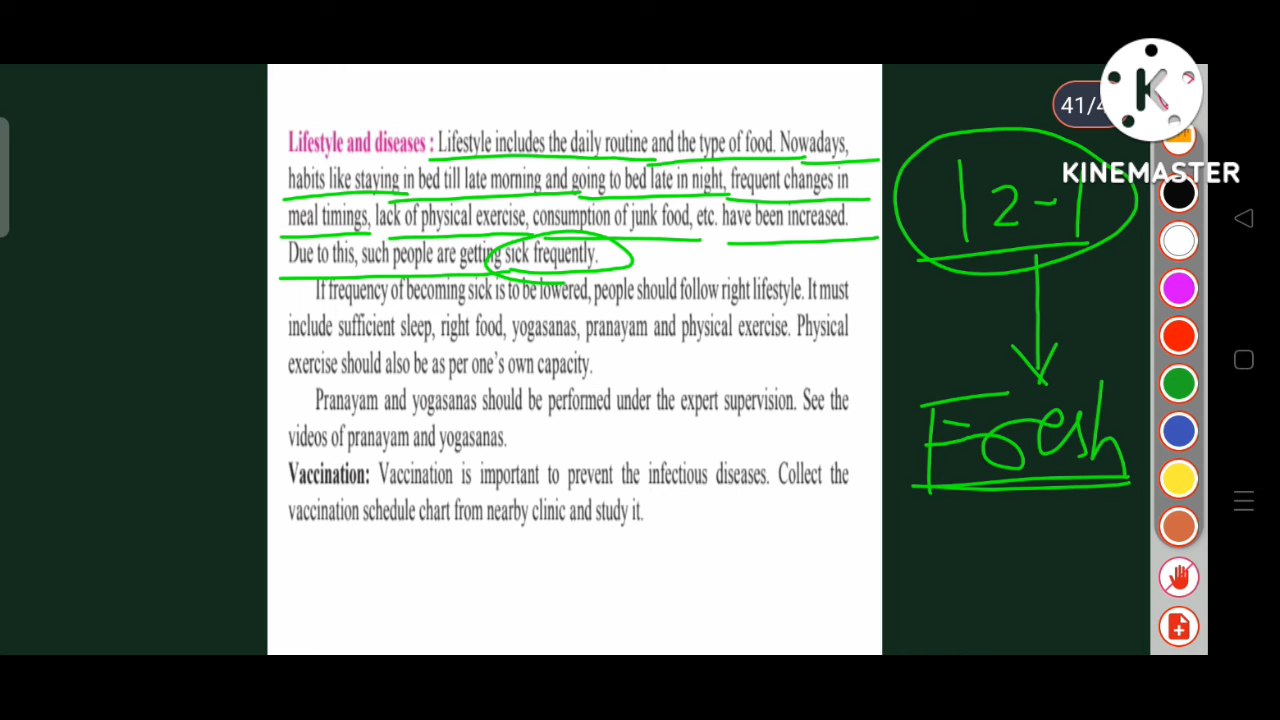 41/4
KINEMASTER
Lifestyle and diseases : Lifestyle includes the daily routine and the type of food. Nowadays,
habits like staying in bed till late morning and going to bed late in night, frequent changes in
meal timings, lack of physical exercise, consumption of junk food, etc. have been increased.
Due to this, such people are getting sick frequently.
If frequency of becoming sick is to be lowered, people should follow right lifestyle. It must
include sufficient sleep, right food, yogasanas, pranayam and physical exercise. Physical
exercise should also be as per one's own capacity.
Pranayam and yogasanas should be performed under the expert supervision. See the
videos of pranayam and yogasanas.
Vaccination: Vaccination is important to prevent the infectious diseases. Collect the
vaccination schedule chart from nearby clinic and study it.
12-1
Fresh